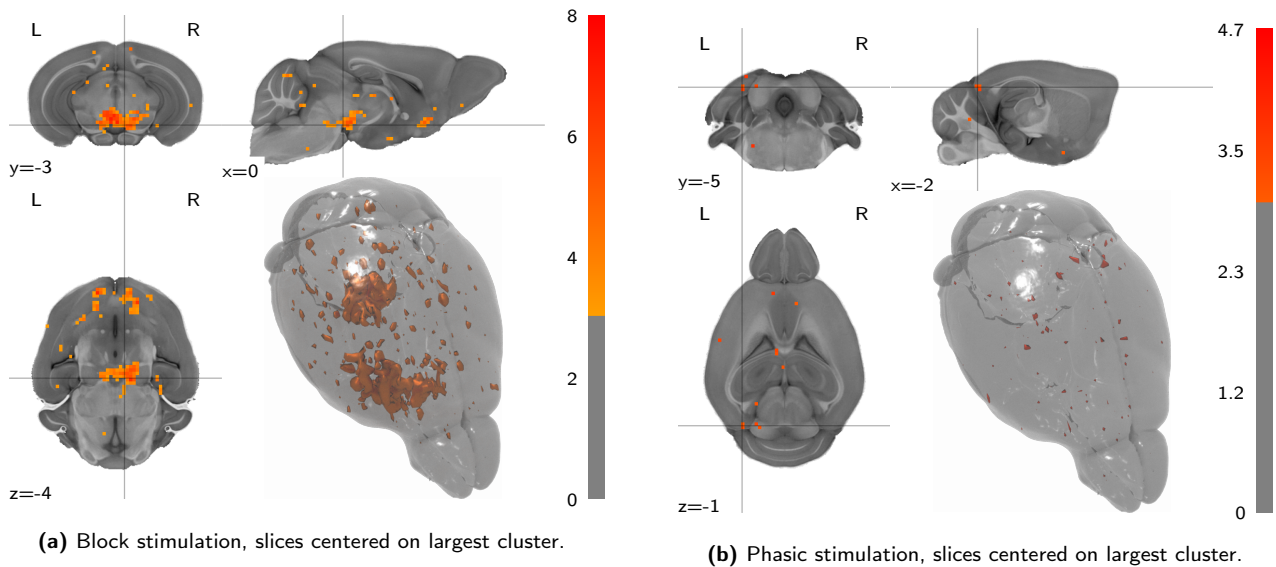 L R
y=-3
x=0
L R
z=-4
8
6
4
2
0
(a) Block stimulation, slices centered on largest cluster.
L R
y=-5
x=-2
L R
z=-1
4.7
3.5
2.3
1.2
0
(b) Phasic stimulation, slices centered on largest cluster.